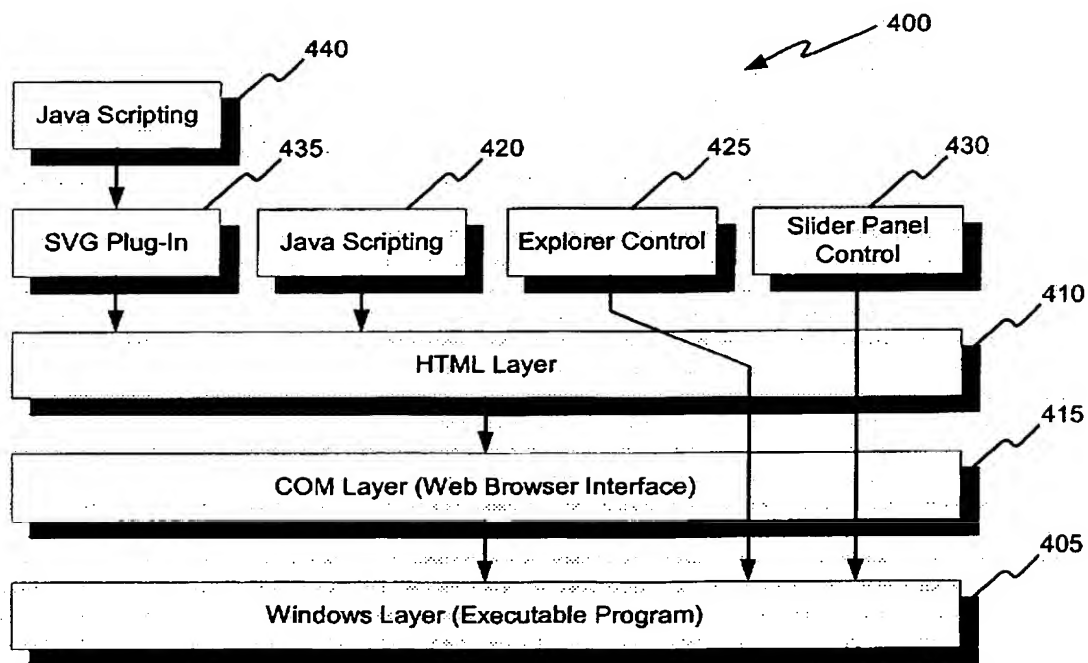 400
440
Java Scripting
435
420
425
430
SVG Plug-In
Java Scripting
Explorer Control
Slider Panel
Control
410
HTML Layer
415
COM Layer (Web Browser Interface)
405
Windows Layer (Executable Program)